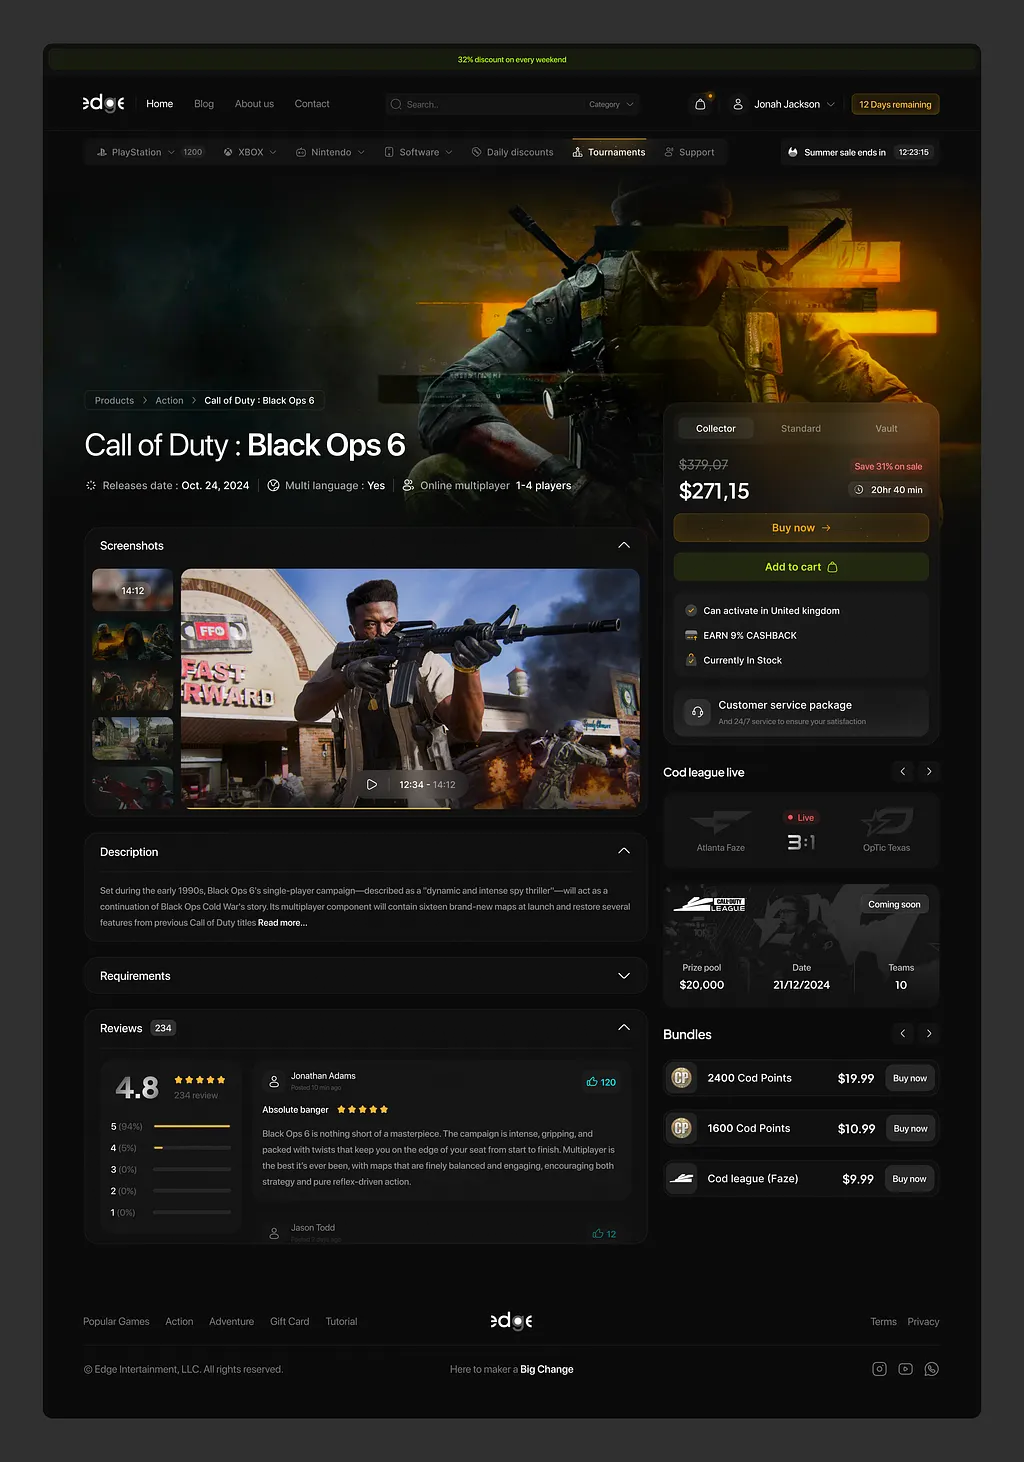 32% discount on every weekend
edge
Home
Blog
About us
Contact
Search..
Category
Jonah Jackson
12 Days remaining
PlayStation
1200
XBOX
Nintendo
Software
Daily discounts
Tournaments
Support
Summer sale ends in
12:23:15
Products
Action
Call of Duty : Black Ops 6
Call of Duty : Black Ops 6
Releases date : Oct. 24, 2024
Multi language : Yes
Online multiplayer 1-4 players
Collector
Standard
Vault
$379,07
Save 31% on sale
$271,15
20hr 40 min
Buy now
Add to cart
Can activate in United kingdom
EARN 9% CASHBACK
Currently In Stock
Customer service package
And 24/7 service to ensure your satisfaction
Screenshots
14:12
FFO
FAST
RWARD
12:34 - 14:12
Description
Set during the early 1990s, Black Ops 6's single-player campaign—described as a "dynamic and intense spy thriller"—will act as a
continuation of Black Ops Cold War's story. Its multiplayer component will contain sixteen brand-new maps at launch and restore several
features from previous Call of Duty titles Read more...
Requirements
Reviews
234
4.8
234 review
5 (94%)
4 (5%)
3 (0%)
2 (0%)
1 (0%)
Jonathan Adams
Posted 10 min ago
120
Absolute banger
Black Ops 6 is nothing short of a masterpiece. The campaign is intense, gripping, and
packed with twists that keep you on the edge of your seat from start to finish. Multiplayer is
the best it's ever been, with maps that are finely balanced and engaging, encouraging both
strategy and pure reflex-driven action.
Jason Todd
12
Cod league live
Live
3:1
Atlanta Faze
OpTic Texas
CALL OF DUTY
LEAGUE
Coming soon
Prize pool
$20,000
Date
21/12/2024
Teams
10
Bundles
CP
2400 Cod Points
$19.99
Buy now
CP
1600 Cod Points
$10.99
Buy now
Cod league (Faze)
$9.99
Buy now
Popular Games
Action
Adventure
Gift Card
Tutorial
edge
Terms
Privacy
© Edge Intertainment, LLC. All rights reserved.
Here to maker a Big Change